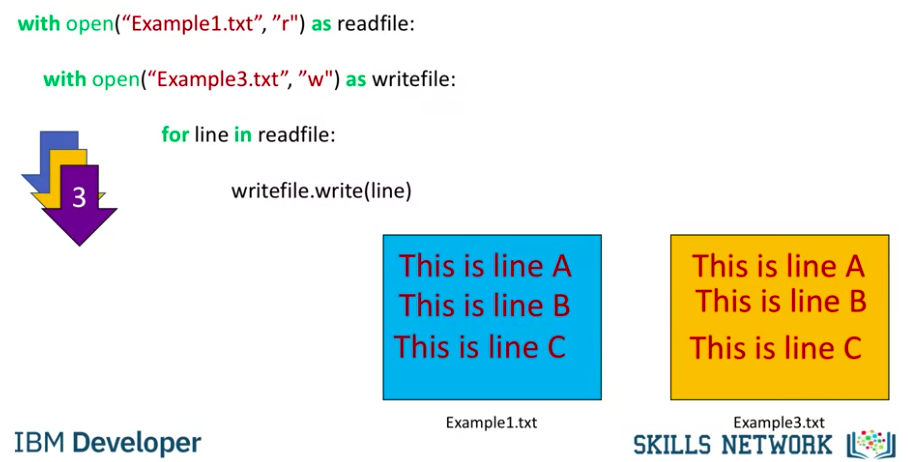 with open(“Example1.txt”, ”r") as readfile:
with open(“Example3.txt”, ”w") as writefile:
for line in readfile:
3
writefile.write(line)
This is line A
This is line B
This is line C
Example1.txt
This is line A
This is line B
This is line C
Example3.txt
IBM Developer
SKILLS NETWORK